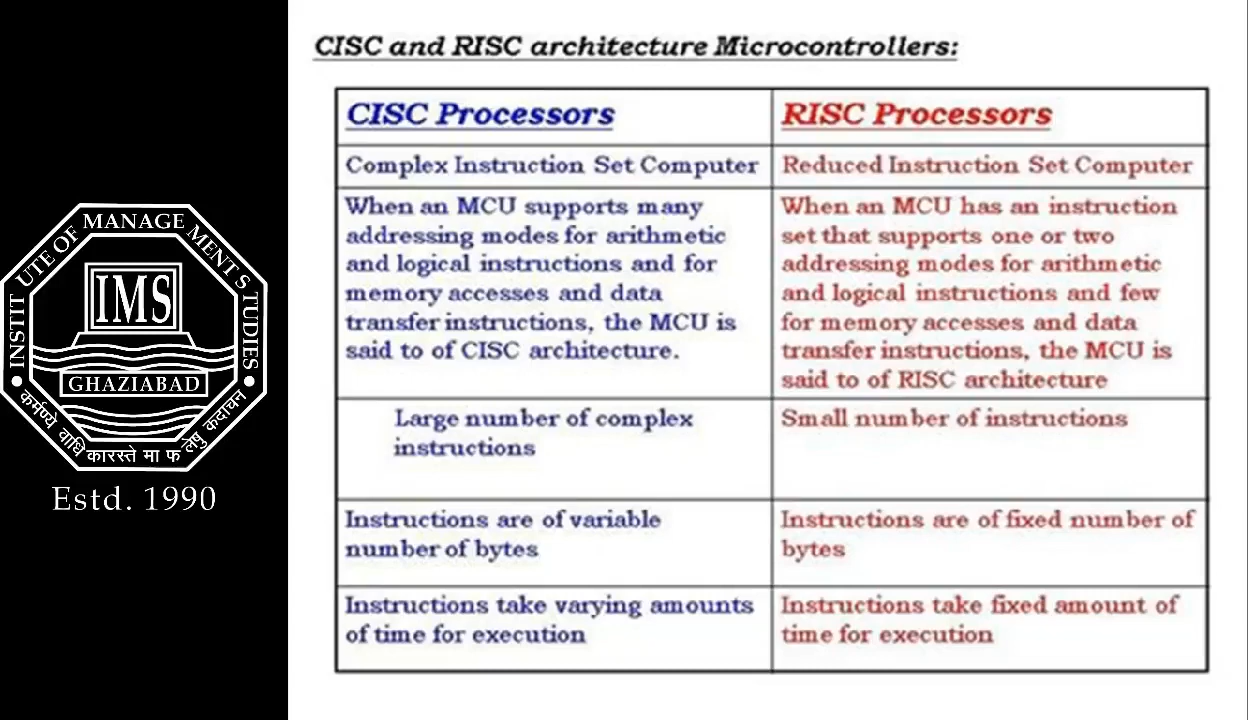 INSTITUTE OF MANAGEMENT STUDIES
IMS
GHAZIABAD
कर्मण्ये वाधिकारस्ते मा फलेषु कदाचन
Estd. 1990
CISC and RISC architecture Microcontrollers:
CISC Processors
RISC Processors
Complex Instruction Set Computer
Reduced Instruction Set Computer
When an MCU supports many
addressing modes for arithmetic
and logical instructions and for
memory accesses and data
transfer instructions, the MCU is
said to of CISC architecture.
When an MCU has an instruction
set that supports one or two
addressing modes for arithmetic
and logical instructions and few
for memory accesses and data
transfer instructions, the MCU is
said to of RISC architecture
Large number of complex
instructions
Small number of instructions
Instructions are of variable
number of bytes
Instructions are of fixed number of
bytes
Instructions take varying amounts
of time for execution
Instructions take fixed amount of
time for execution